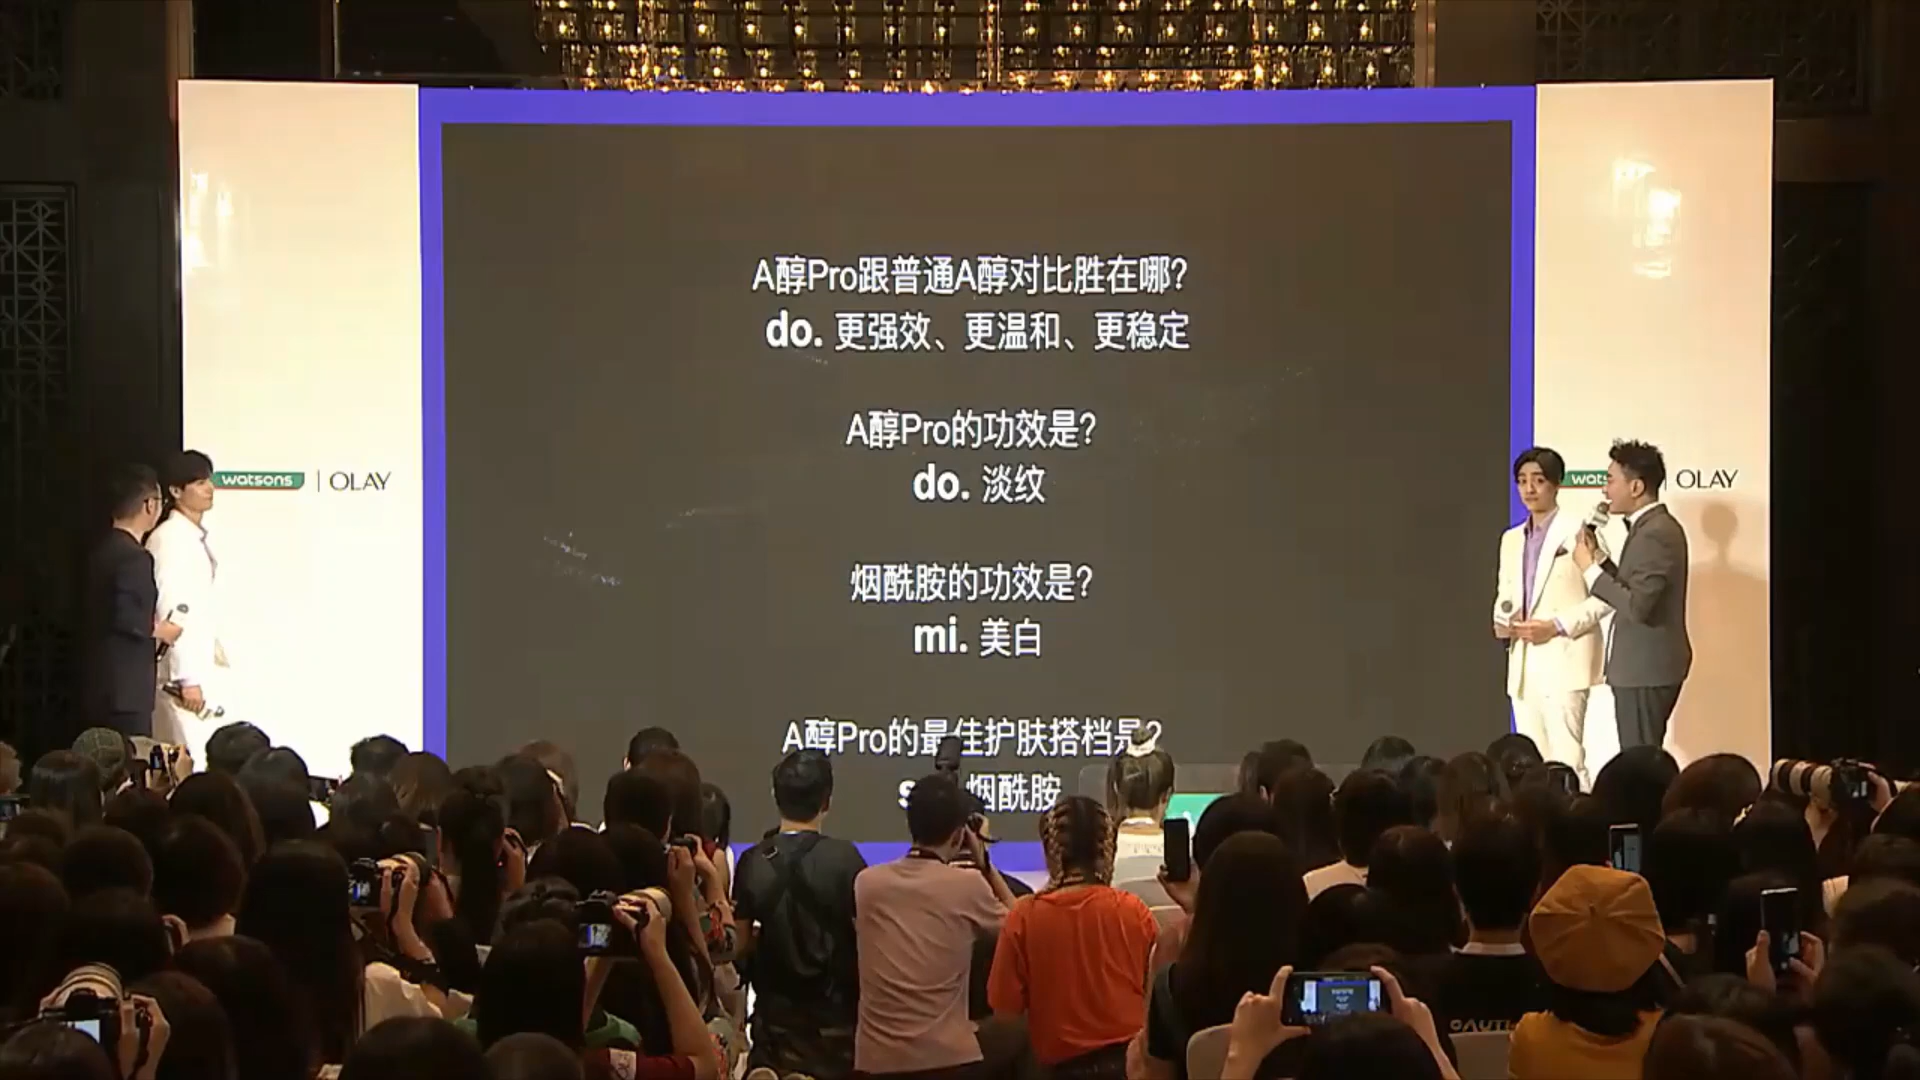 A醇Pro跟普通A醇对比胜在哪?
do. 更强效、更温和、更稳定
A醇Pro的功效是?
do. 淡纹
烟酰胺的功效是?
mi. 美白
A醇Pro的最佳护肤搭档是?
烟酰胺
watsons | OLAY
OLAY